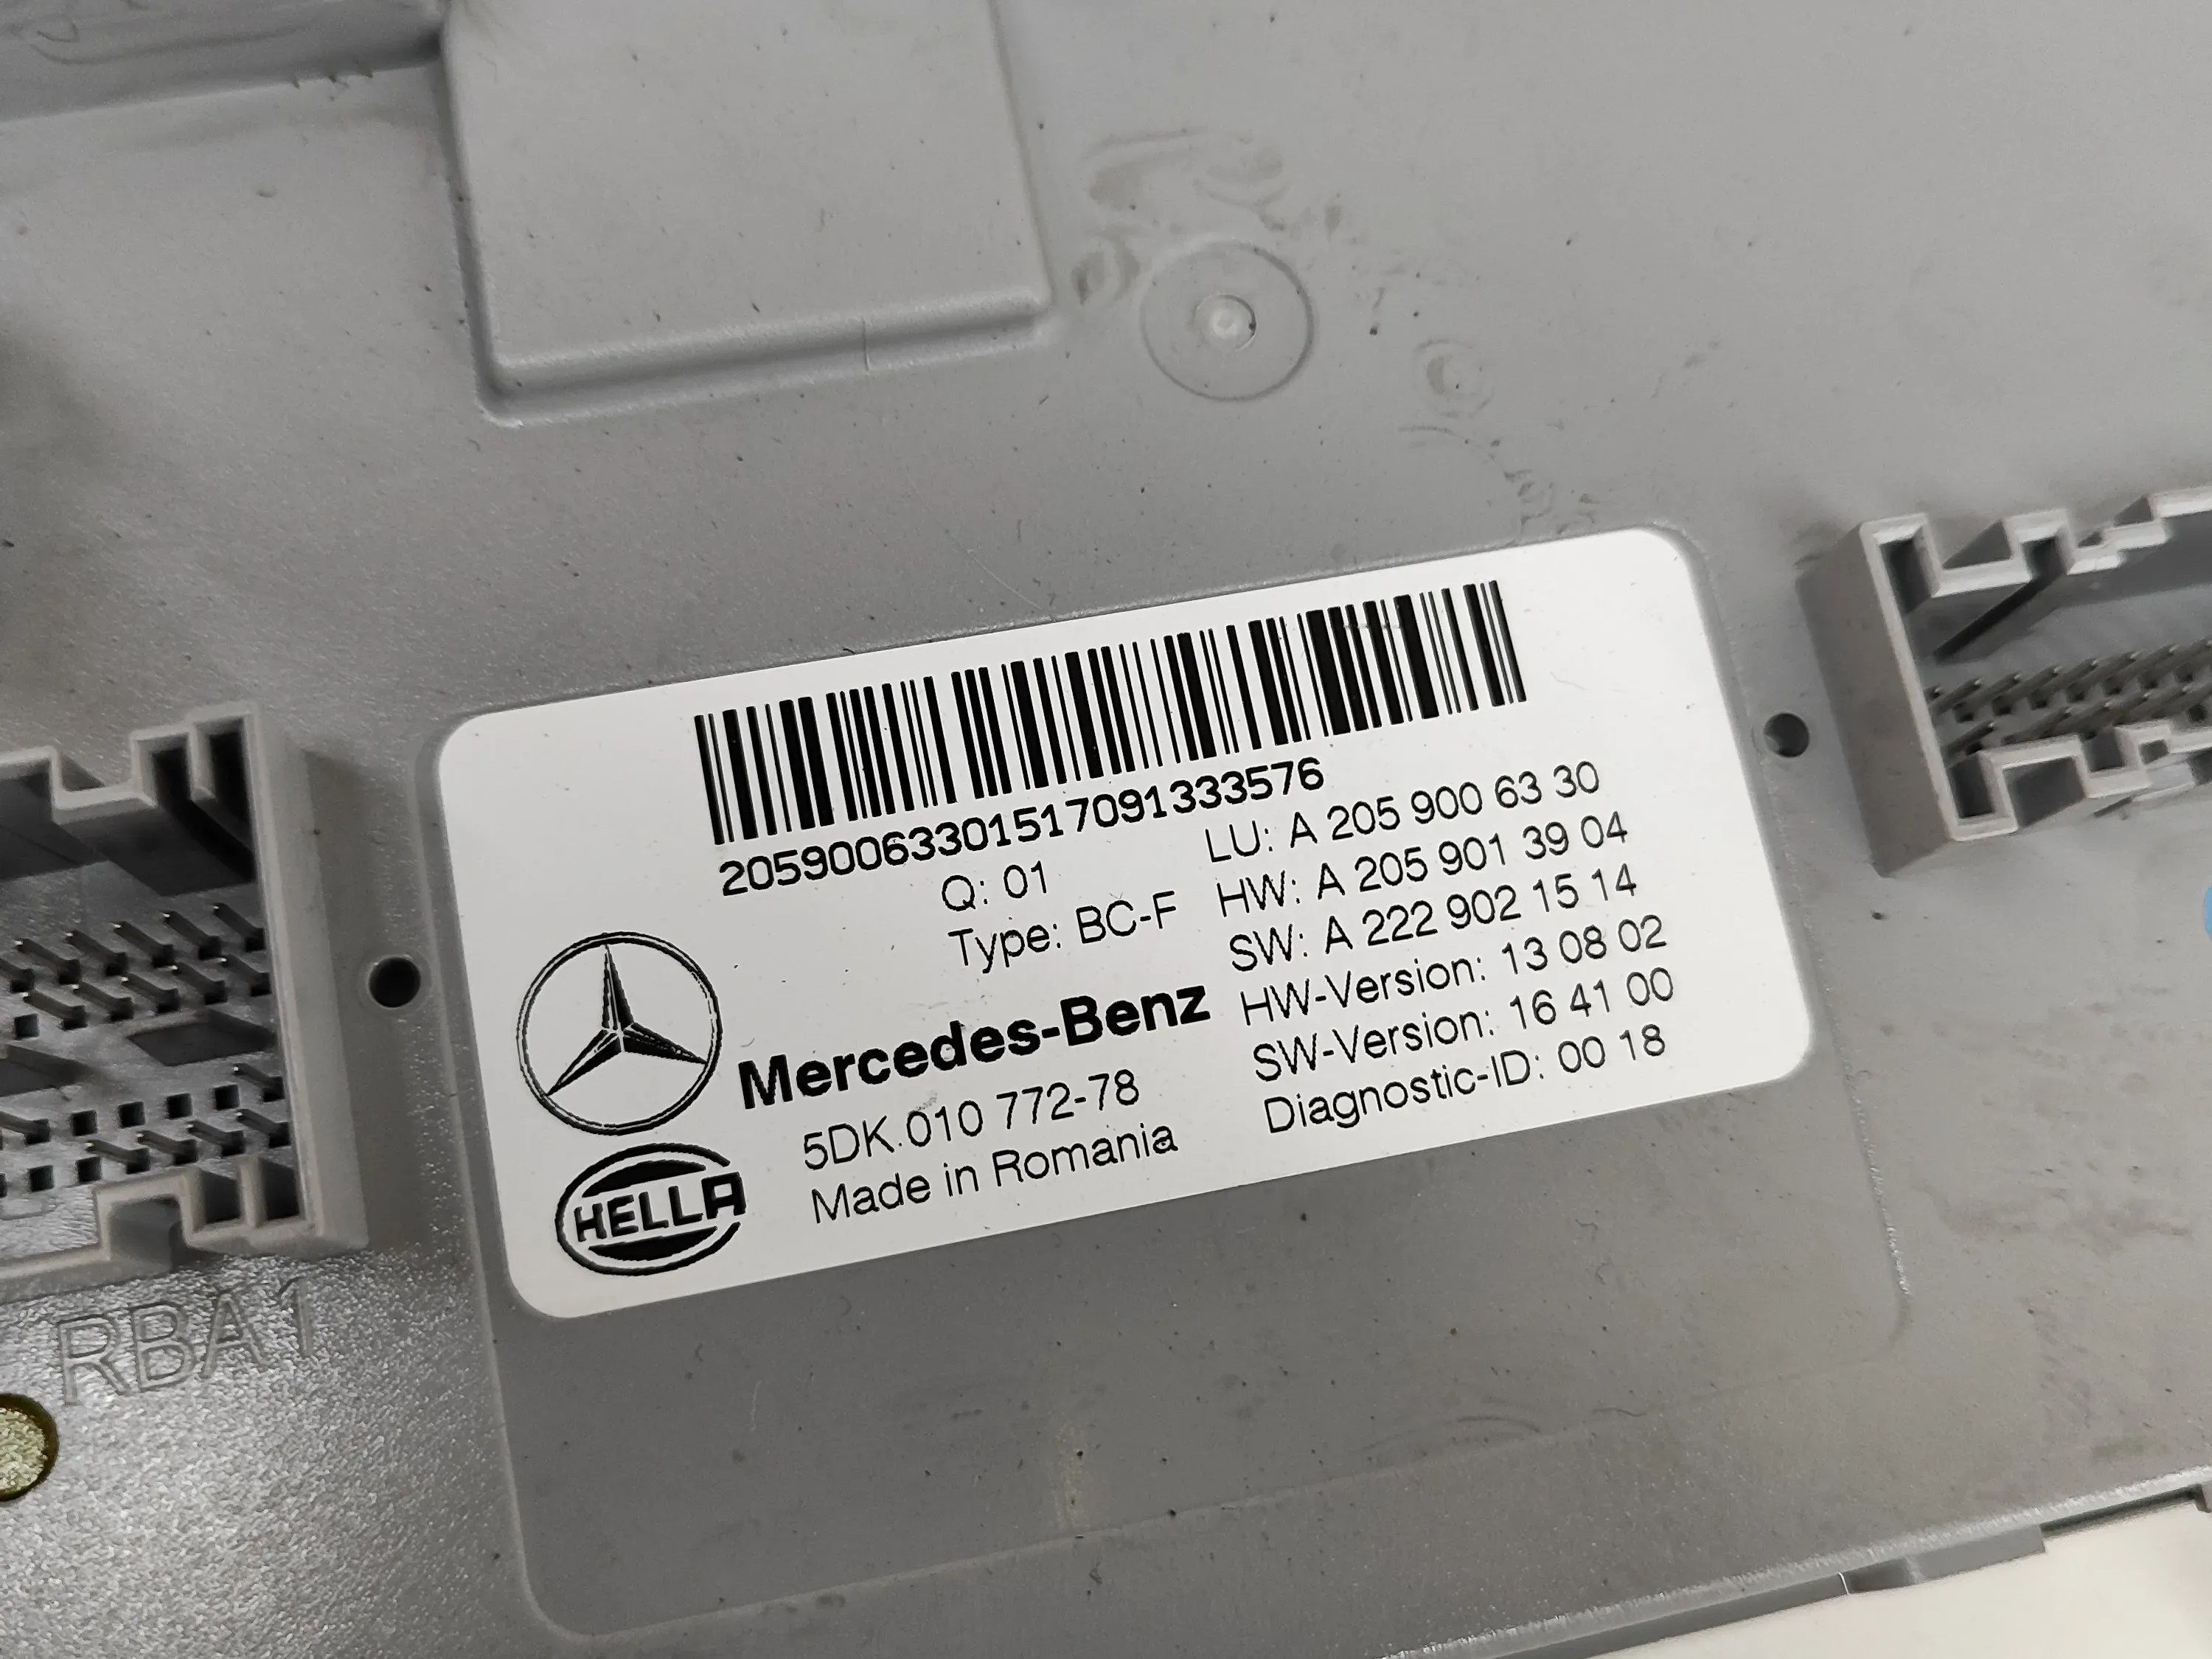 20590063301517091333576
Q: 01
Type: BC-F
LU: A 205 900 63 30
HW: A 205 901 39 04
SW: A 222 902 15 14
HW-Version: 13 08 02
SW-Version: 16 41 00
Diagnostic-ID: 00 18
Mercedes-Benz
5DK.010 772-78
Made in Romania
HELLA
RBA1